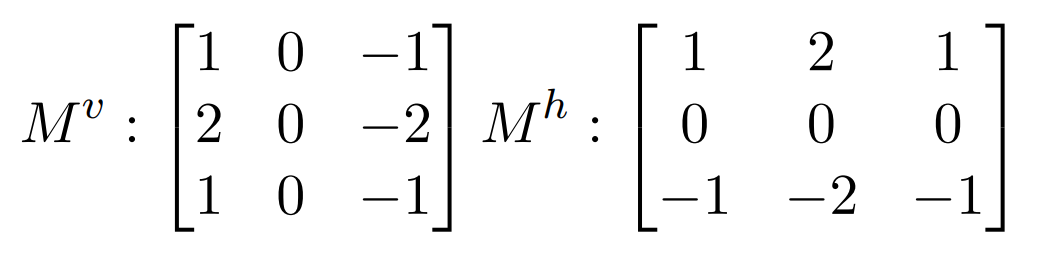 M^v : [1 0 −1; 2 0 −2; 1 0 −1] M^h : [1 2 1; 0 0 0; −1 −2 −1]